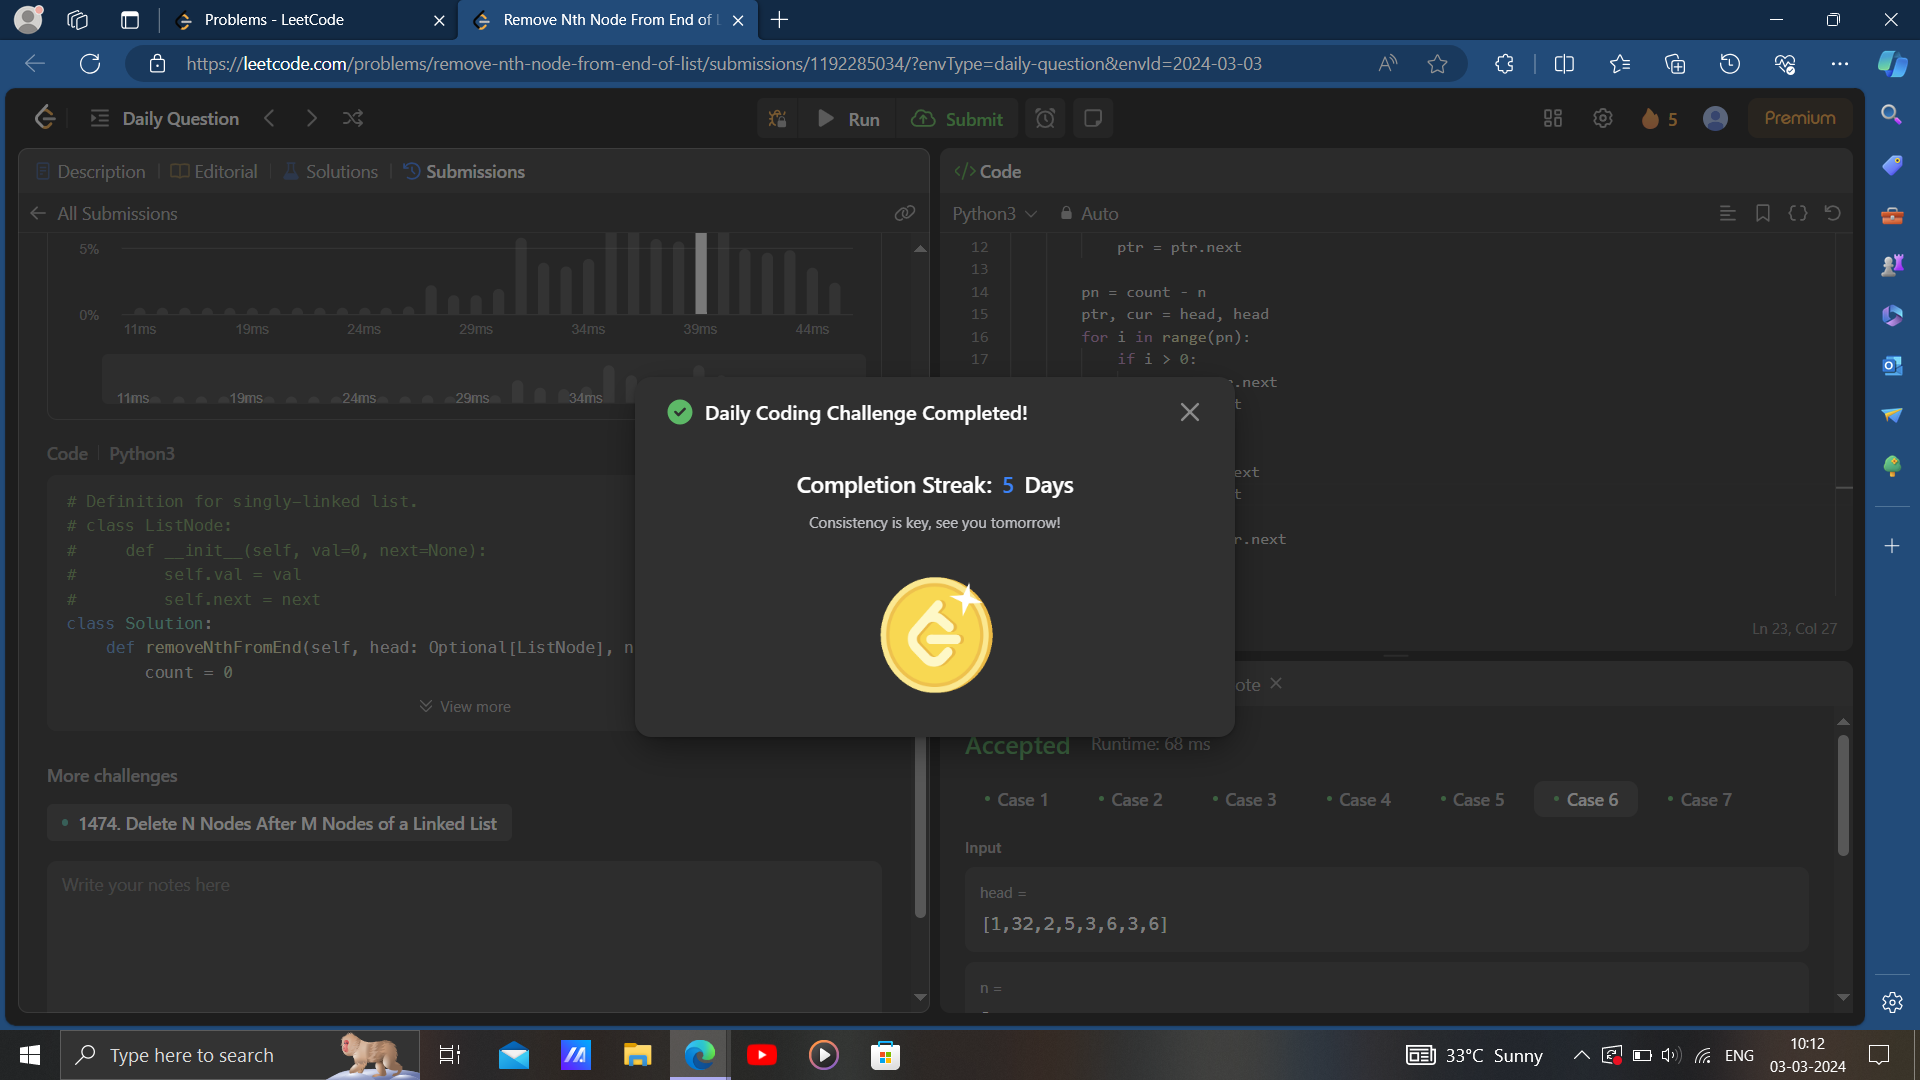 Problems - LeetCode
Remove Nth Node From End of
https://leetcode.com/problems/remove-nth-node-from-end-of-list/submissions/1192285034/?envType=daily-question&envId=2024-03-03
Daily Question
Run
Submit
5
Premium
Description
Editorial
Solutions
Submissions
All Submissions
5%
0%
11ms 19ms 24ms 29ms 34ms 39ms 44ms
11ms 19ms 24ms 29ms 34ms
Code Python3
# Definition for singly-linked list.
# class ListNode:
#     def __init__(self, val=0, next=None):
#         self.val = val
#         self.next = next
class Solution:
    def removeNthFromEnd(self, head: Optional[ListNode], n
        count = 0
View more
More challenges
1474. Delete N Nodes After M Nodes of a Linked List
Write your notes here
</> Code
Python3 Auto
12 ptr = ptr.next
13
14 pn = count - n
15 ptr, cur = head, head
16 for i in range(pn):
17 if i > 0:
.next
t
ext
t
r.next
Ln 23, Col 27
Daily Coding Challenge Completed!
Completion Streak: 5 Days
Consistency is key, see you tomorrow!
ote
Accepted Runtime: 68 ms
Case 1 Case 2 Case 3 Case 4 Case 5 Case 6 Case 7
Input
head =
[1,32,2,5,3,6,3,6]
n =
Type here to search
33°C Sunny
ENG
10:12
03-03-2024